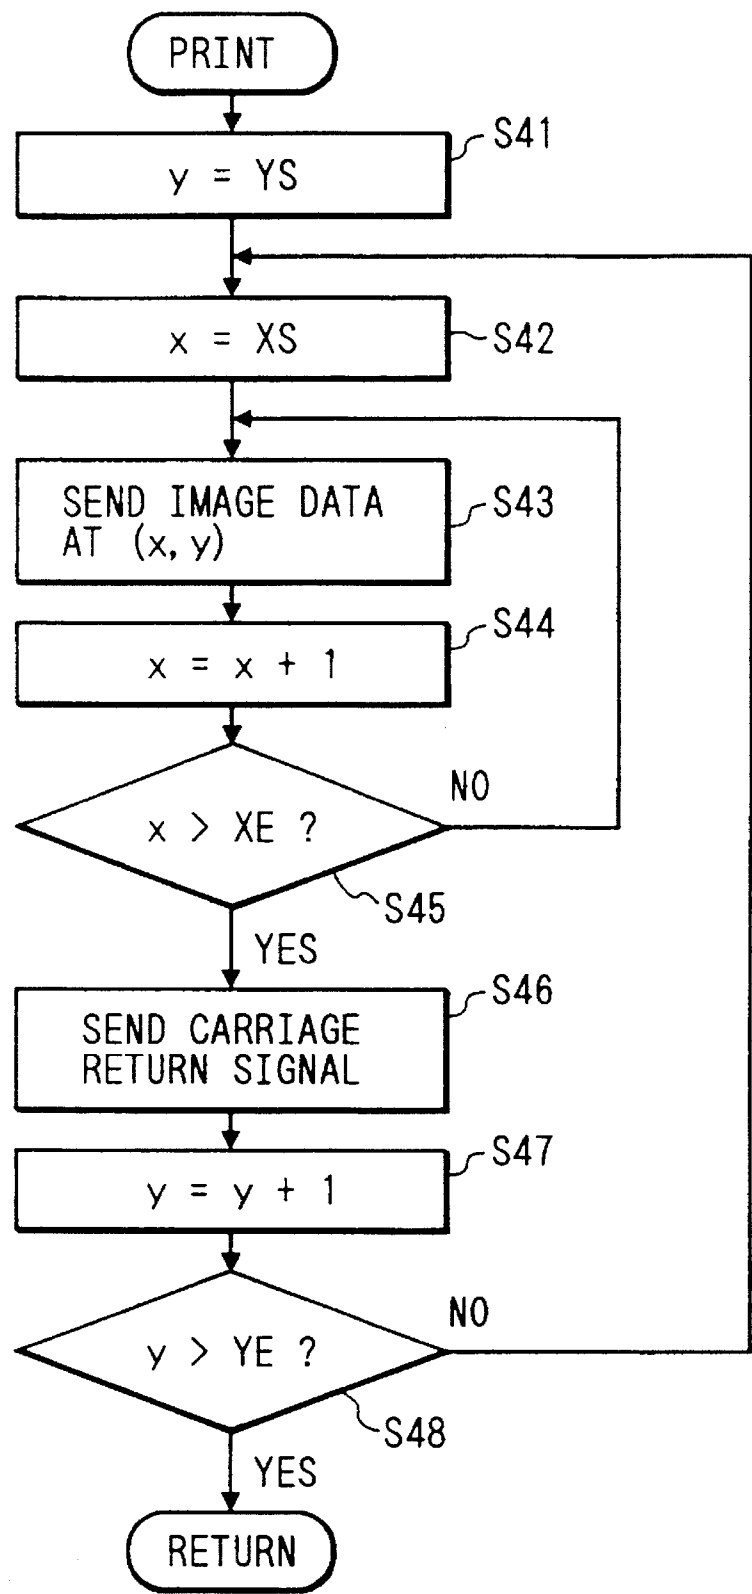 PRINT
S41
y = YS
x = XS
S42
SEND IMAGE DATA
AT (x, y)
S43
S44
x = x + 1
NO
x > XE ?
S45
YES
S46
SEND CARRIAGE
RETURN SIGNAL
S47
y = y + 1
NO
y > YE ?
S48
YES
RETURN